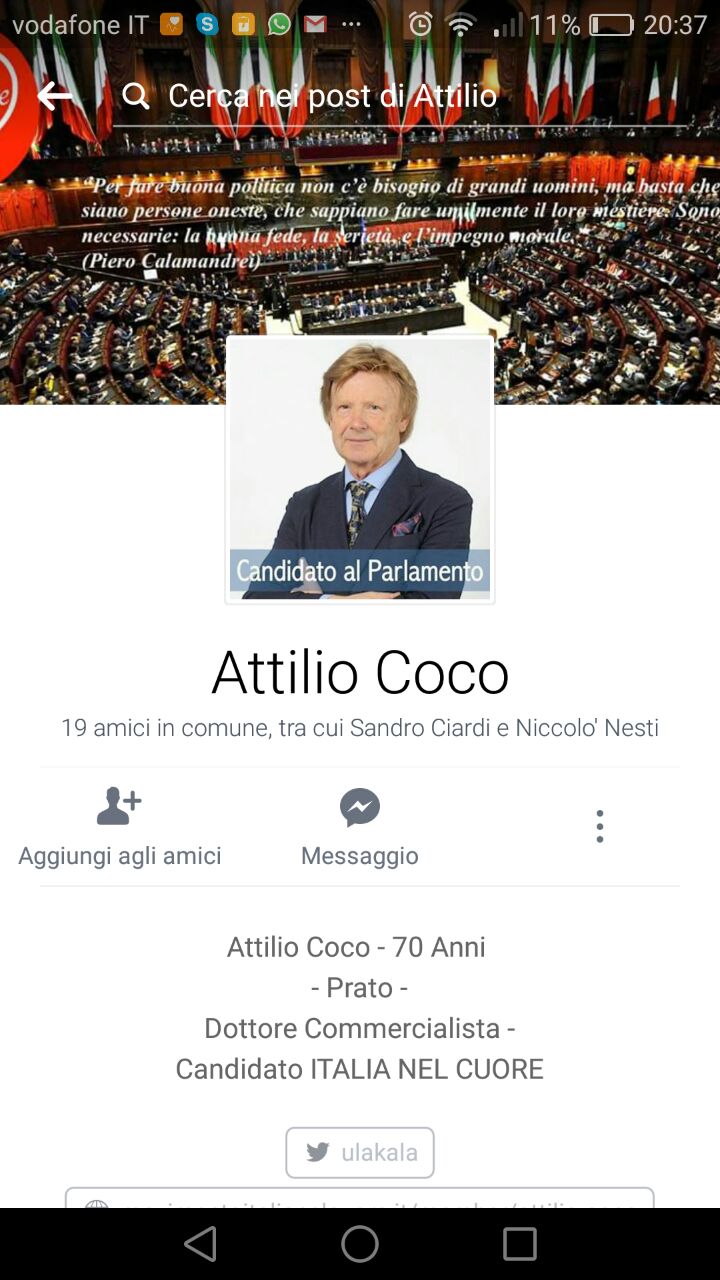 vodafone IT 11% 20:37
Cerca nei post di Attilio
“Per fare buona politica non c’è bisogno di grandi uomini, ma basta che
siano persone oneste, che sappiano fare umilmente il loro mestiere. Sono
necessarie: la buona fede, la serietà e l’impegno morale.”
(Piero Calamandrei)
Candidato al Parlamento
Attilio Coco
19 amici in comune, tra cui Sandro Ciardi e Niccolo' Nesti
Aggiungi agli amici
Messaggio
Attilio Coco - 70 Anni
- Prato -
Dottore Commercialista -
Candidato ITALIA NEL CUORE
ulakala